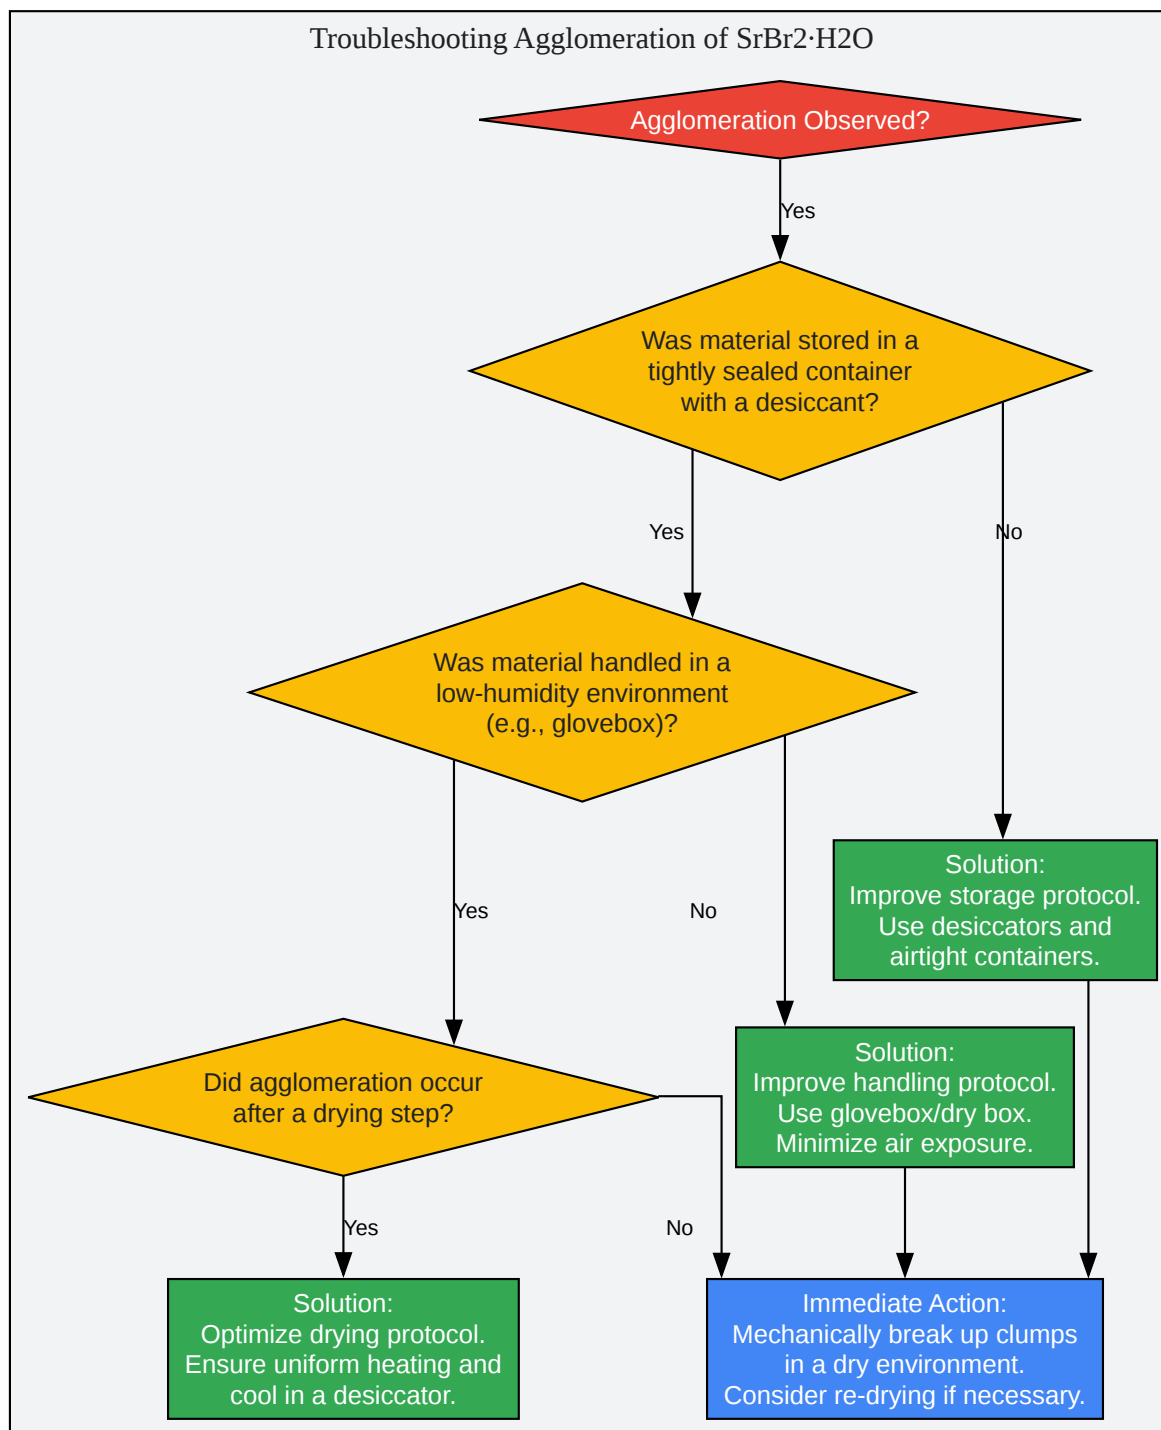 Troubleshooting Agglomeration of SrBr2·H2O
Agglomeration Observed?
Yes
Was material stored in a
tightly sealed container
with a desiccant?
Yes
No
Was material handled in a
low-humidity environment
(e.g., glovebox)?
Yes
No
Solution:
Improve storage protocol.
Use desiccators and
airtight containers.
Did agglomeration occur
after a drying step?
Solution:
Improve handling protocol.
Use glovebox/dry box.
Minimize air exposure.
Yes
No
Solution:
Optimize drying protocol.
Ensure uniform heating and
cool in a desiccator.
Immediate Action:
Mechanically break up clumps
in a dry environment.
Consider re-drying if necessary.